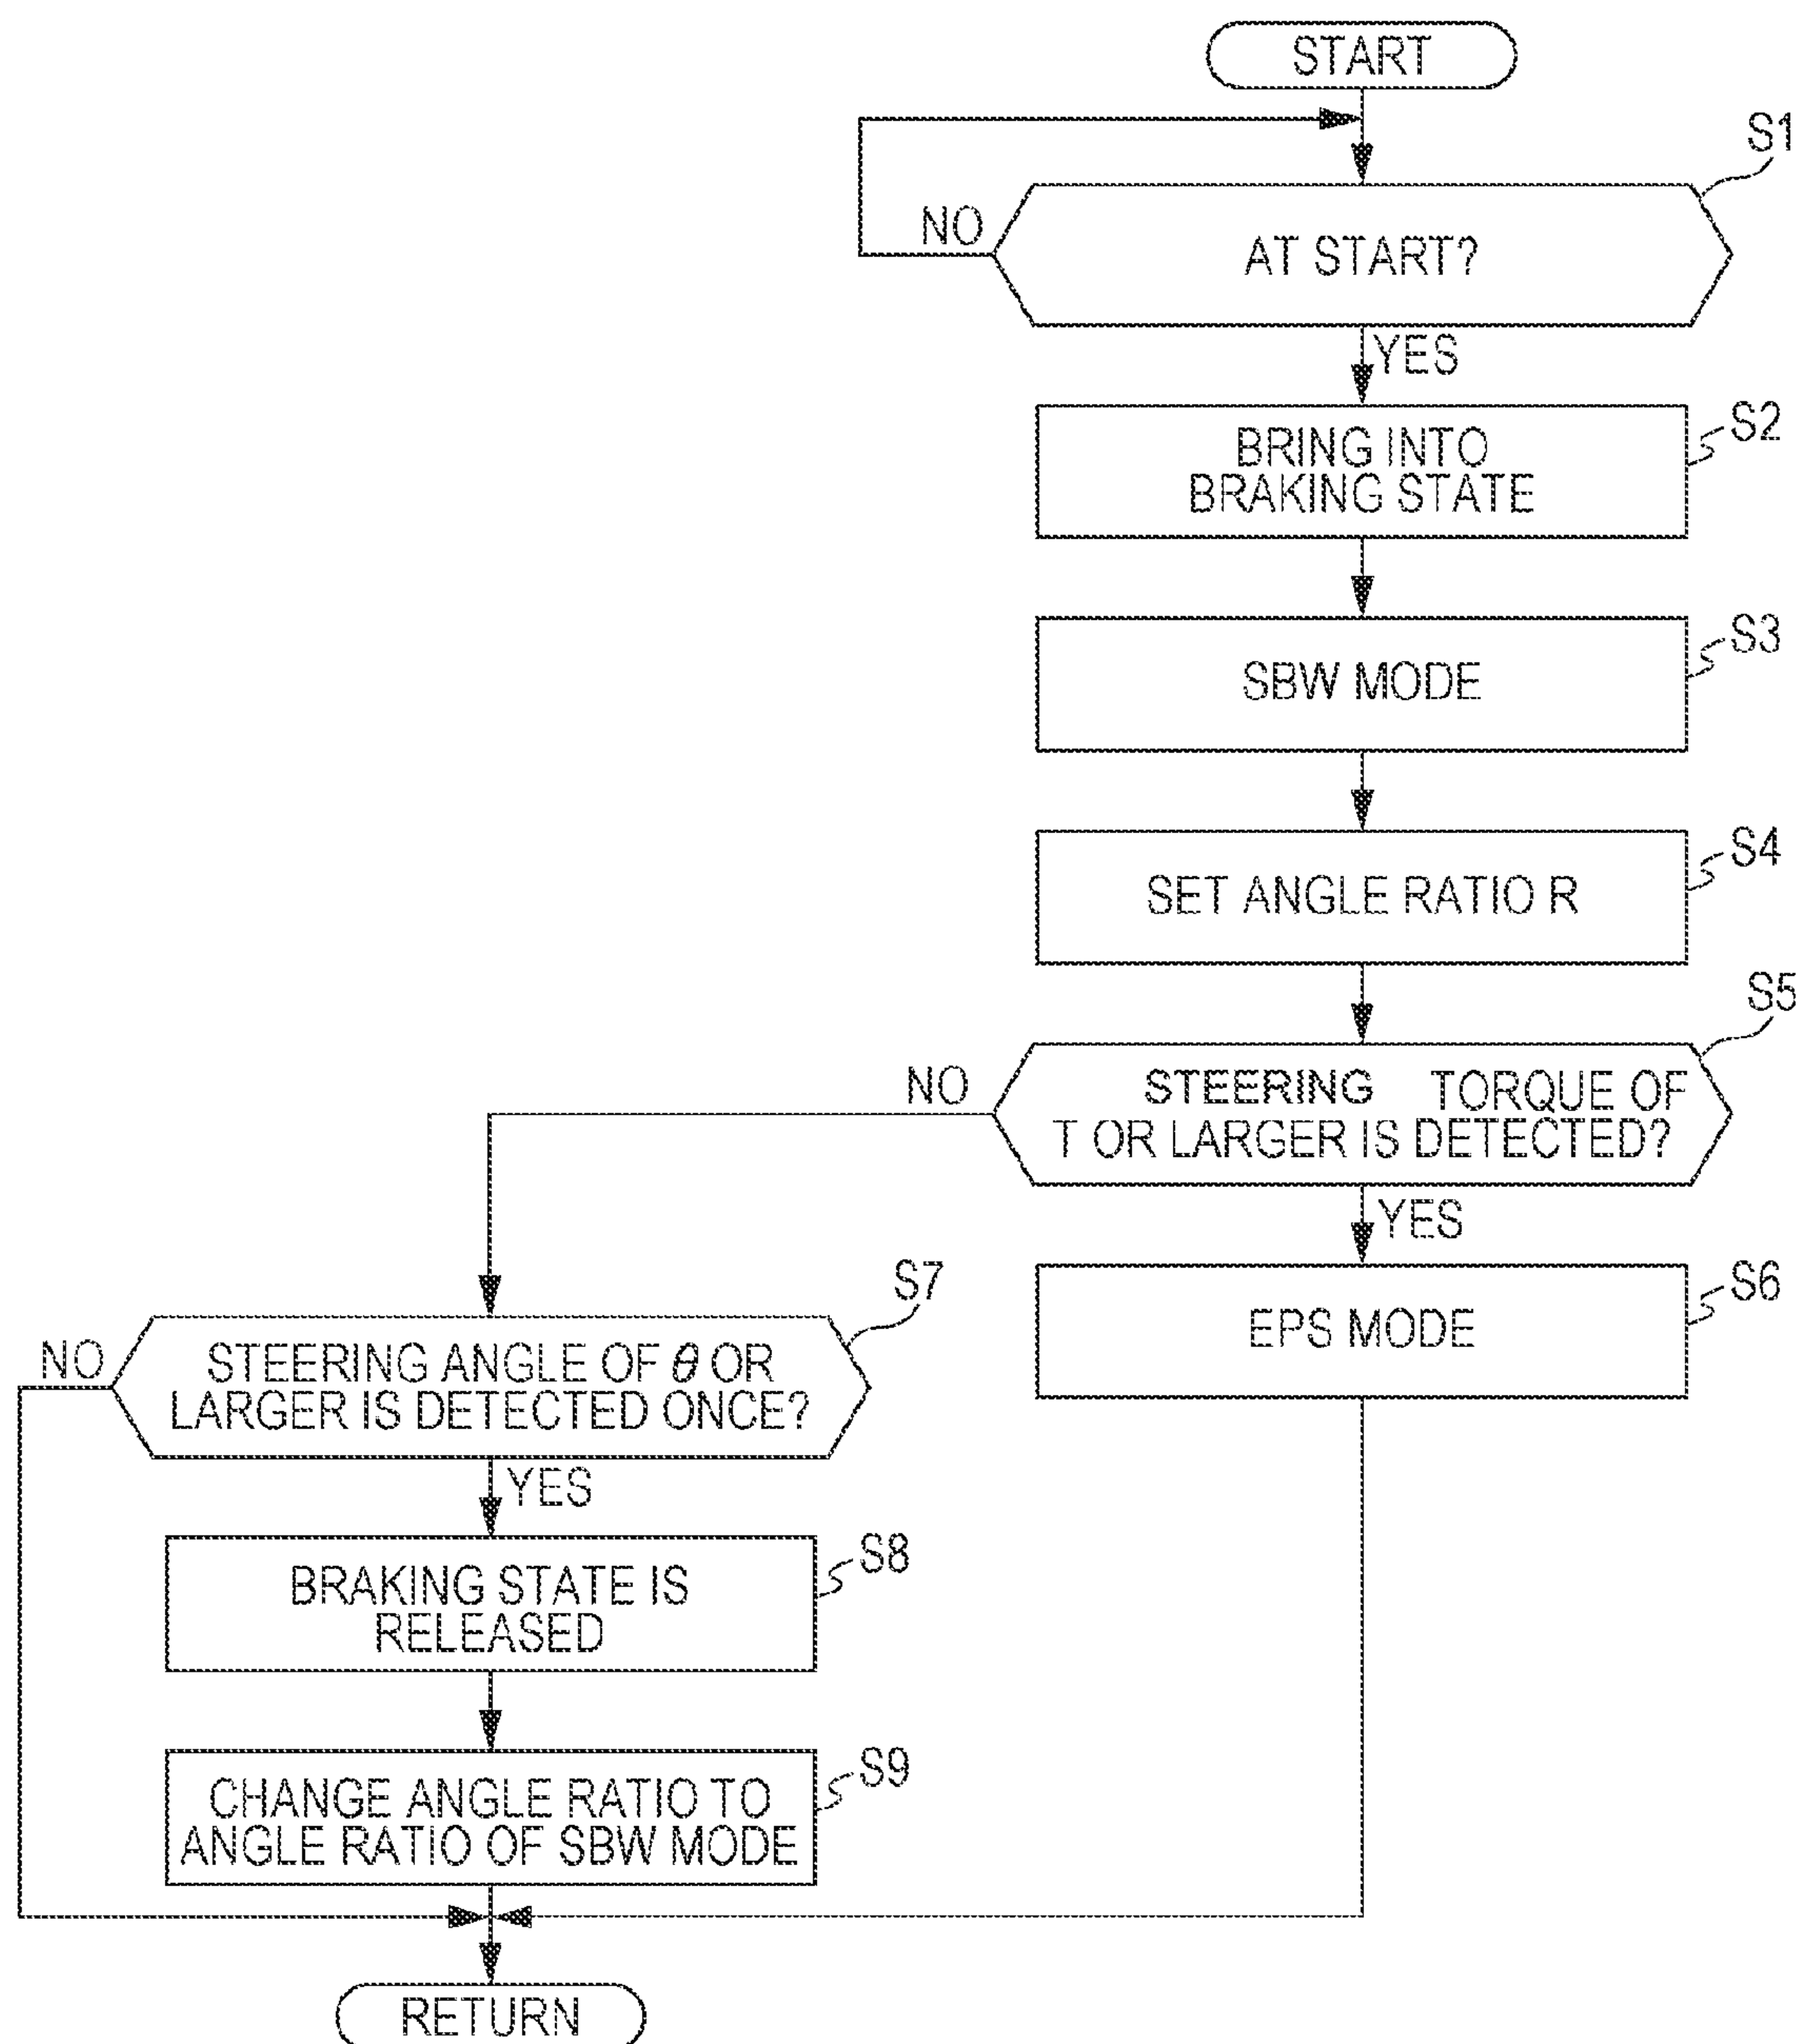 START
S1
NO
AT START?
YES
S2
BRING INTO
BRAKING STATE
S3
SBW MODE
S4
SET ANGLE RATIO R
S5
NO
STEERING TORQUE OF
T OR LARGER IS DETECTED?
YES
S6
EPS MODE
S7
NO
STEERING ANGLE OF θ OR
LARGER IS DETECTED ONCE?
YES
S8
BRAKING STATE IS
RELEASED
S9
CHANGE ANGLE RATIO TO
ANGLE RATIO OF SBW MODE
RETURN